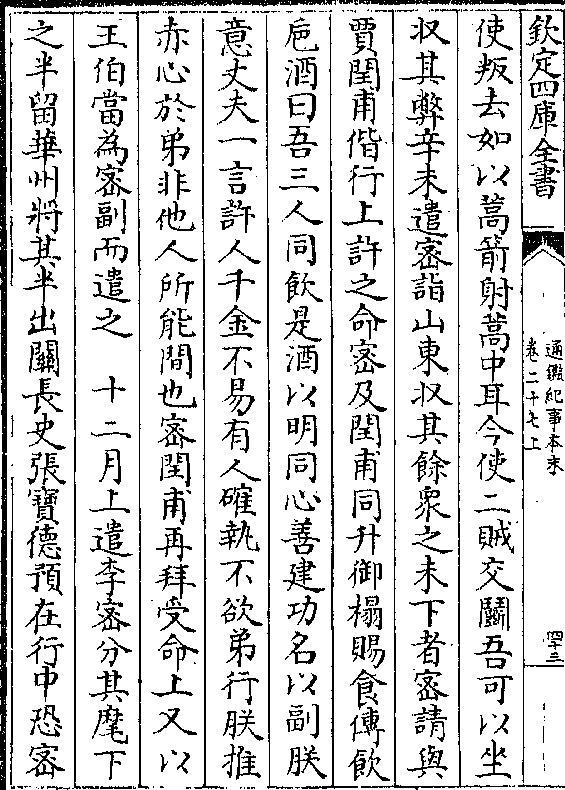 欽定四庫全書
通鑑紀事本末
卷二十七上
四十三
使叛去如以蒿箭射蒿中耳今使二賊交鬭吾可以坐
收其弊辛未遣密詣山東収其餘衆之未下者密請與
賈閏甫偕行上許之命密及閏甫同升御榻賜食傳飲
巵酒曰吾三人同飲是酒以明同心善建功名以副朕
意丈夫一言許人千金不易有人確執不欲弟行朕推
赤心於弟非他人所能間也密閏甫再拜受命上又以
王伯當為密副而遣之　十二月上遣李密分其麾下
之半留華州將其半出關長史張寶德預在行中恐密